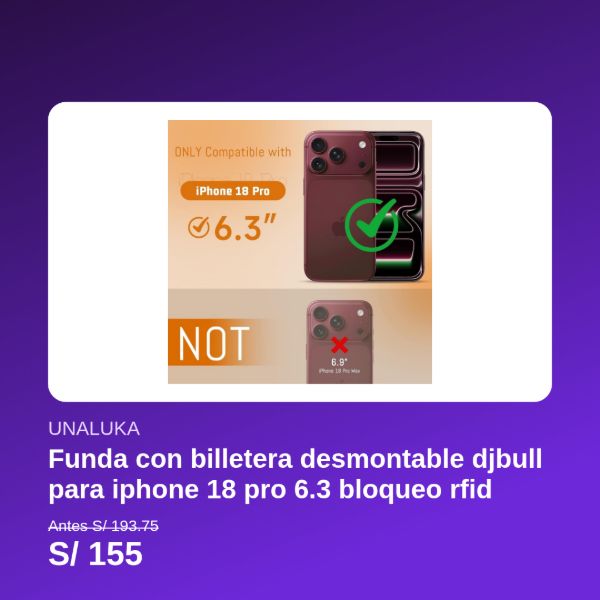 ONLY Compatible with
iPhone 18 Pro
6.3"
NOT
6.9"
iPhone 18 Pro Max
UNALUKA
Funda con billetera desmontable djbull
para iphone 18 pro 6.3 bloqueo rfid
Antes S/ 193.75
S/ 155